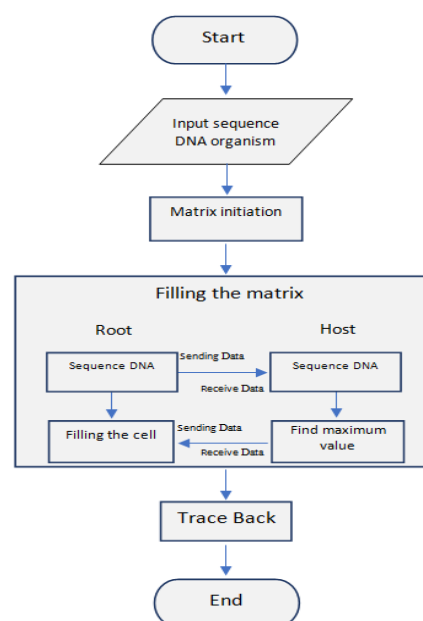 Start
Input sequence
DNA organism
Matrix initiation
Filling the matrix
Root
Host
Sequence DNA
Sending Data
Receive Data
Sequence DNA
Filling the cell
Sending Data
Receive Data
Find maximum
value
Trace Back
End